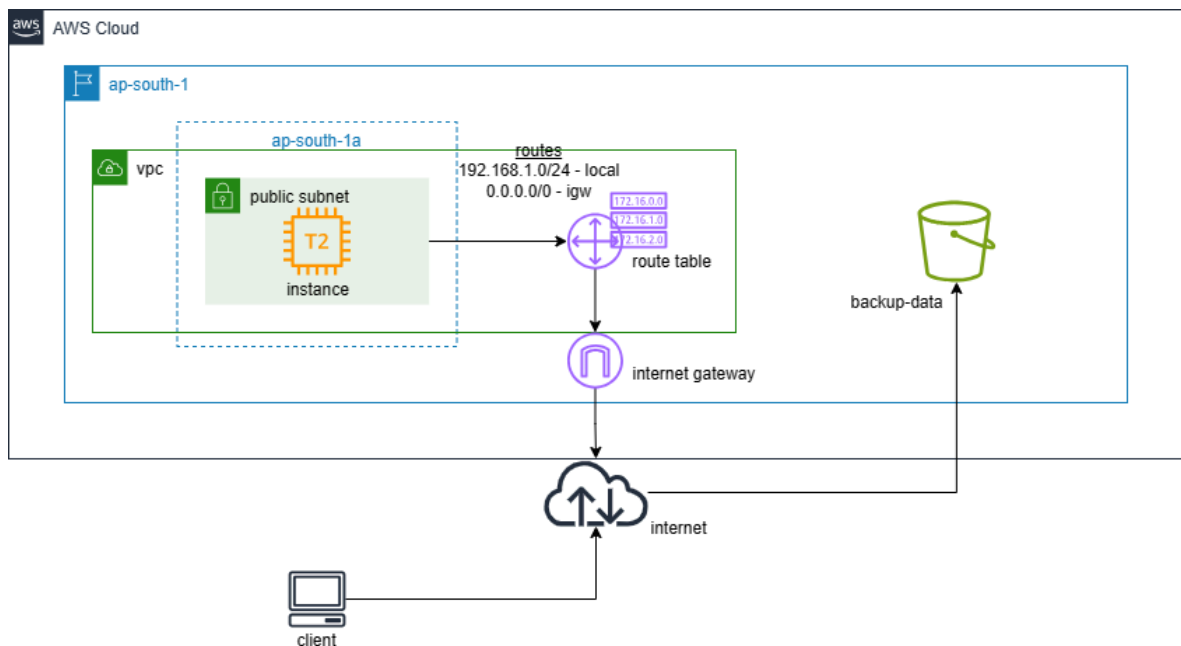 aws
AWS Cloud
ap-south-1
ap-south-1a
vpc
routes
192.168.1.0/24 - local
0.0.0.0/0 - igw
public subnet
T2
instance
172.16.0.0
172.16.1.0
172.16.2.0
route table
backup-data
internet gateway
internet
client